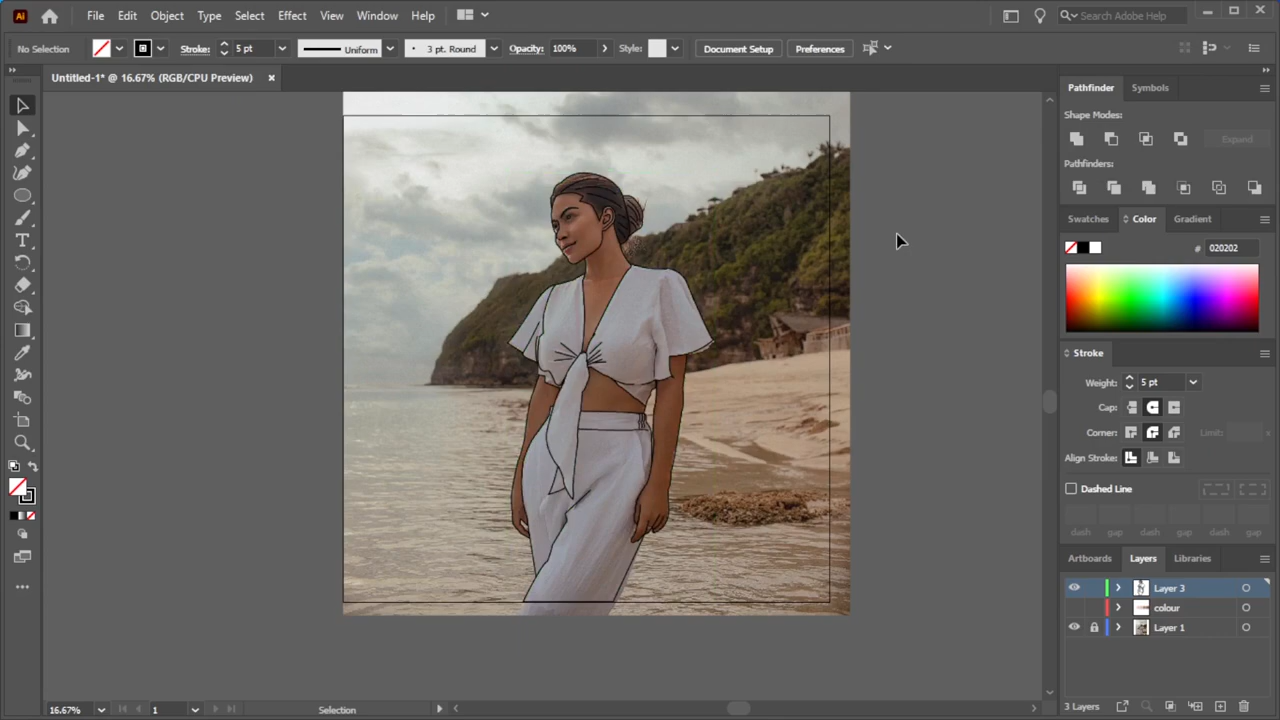 Ai File Edit Object Type Select Effect View Window Help Search Adobe Help
No Selection Stroke: 5 pt Uniform 3 pt. Round Opacity: 100% Style: Document Setup Preferences
Untitled-1* @ 16.67% (RGB/CPU Preview)
Pathfinder Symbols
Shape Modes:
Expand
Pathfinders:
Swatches Color Gradient
# 020202
Stroke
Weight: 5 pt
Cap:
Corner: Limit:
Align Stroke:
Dashed Line
dash gap dash gap dash gap
Artboards Layers Libraries
Layer 3
colour
Layer 1
3 Layers
16.67% 1 Selection